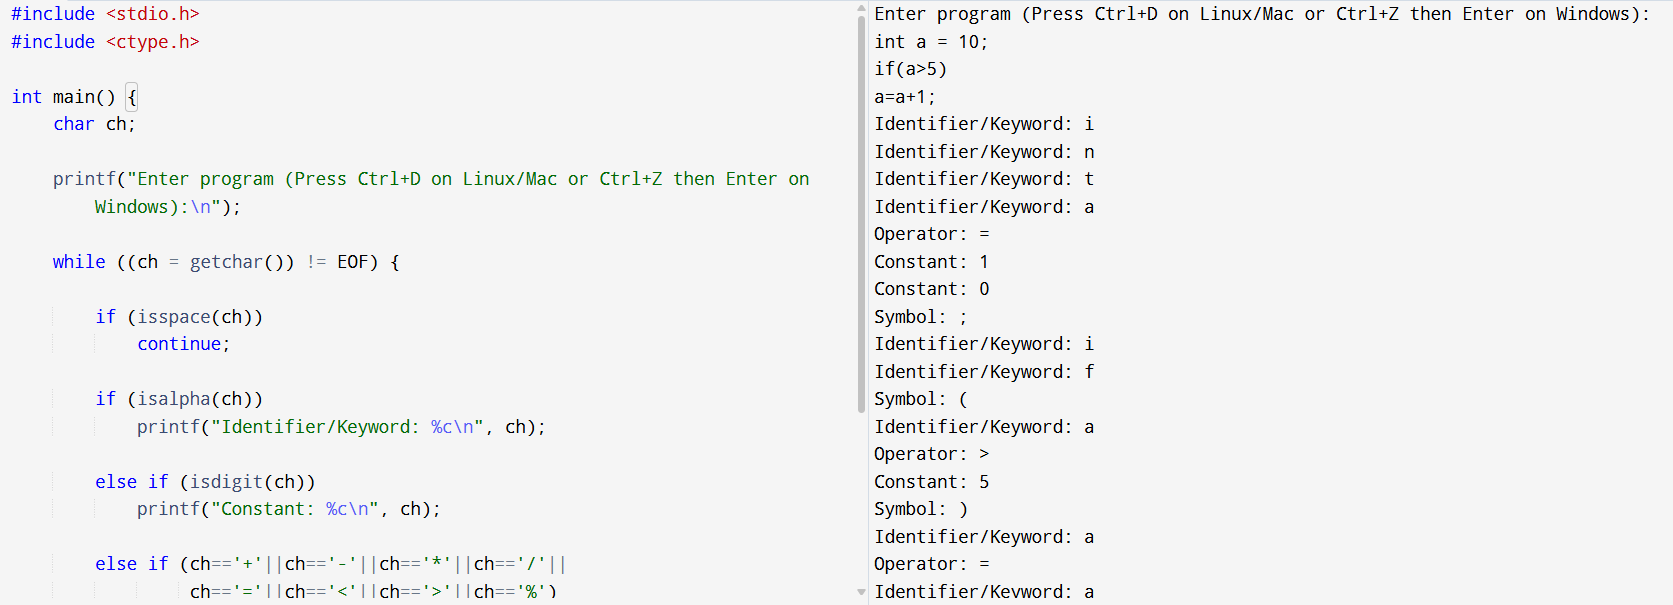 #include <stdio.h>
#include <ctype.h>
int main() {
char ch;
printf("Enter program (Press Ctrl+D on Linux/Mac or Ctrl+Z then Enter on
Windows):\n");
while ((ch = getchar()) != EOF) {
if (isspace(ch))
continue;
if (isalpha(ch))
printf("Identifier/Keyword: %c\n", ch);
else if (isdigit(ch))
printf("Constant: %c\n", ch);
else if (ch=='+'||ch=='-'||ch=='*'||ch=='/'||
ch=='='||ch=='<'||ch=='>'||ch=='%')
Enter program (Press Ctrl+D on Linux/Mac or Ctrl+Z then Enter on Windows):
int a = 10;
if(a>5)
a=a+1;
Identifier/Keyword: i
Identifier/Keyword: n
Identifier/Keyword: t
Identifier/Keyword: a
Operator: =
Constant: 1
Constant: 0
Symbol: ;
Identifier/Keyword: i
Identifier/Keyword: f
Symbol: (
Identifier/Keyword: a
Operator: >
Constant: 5
Symbol: )
Identifier/Keyword: a
Operator: =
Identifier/Keyword: a